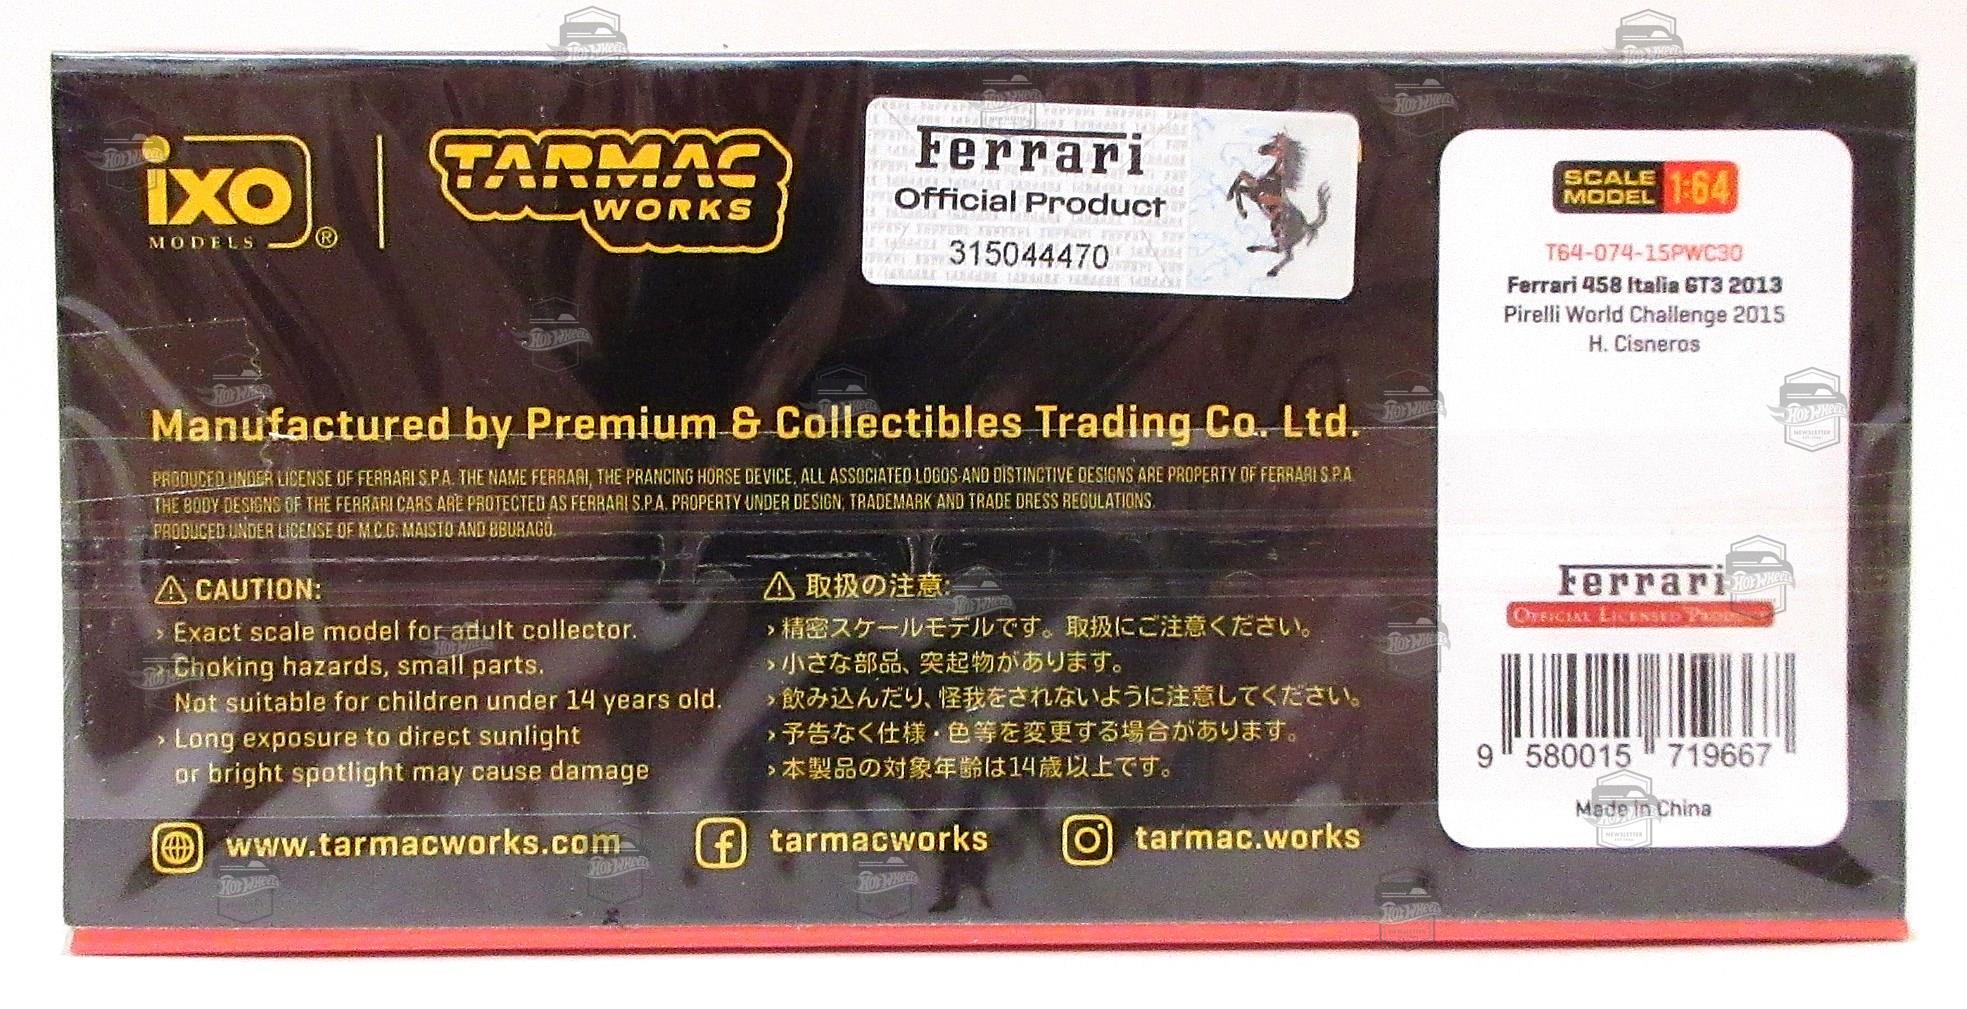 iXO
MODELS ®
TARMAC
WORKS
Ferrari
Official Product
315044470
SCALE MODEL 1:64
T64-074-15PWC30
Ferrari 458 Italia GT3 2013
Pirelli World Challenge 2015
H. Cisneros
Manufactured by Premium & Collectibles Trading Co. Ltd.
PRODUCED UNDER LICENSE OF FERRARI S.P.A. THE NAME FERRARI, THE PRANCING HORSE DEVICE, ALL ASSOCIATED LOGOS AND DISTINCTIVE DESIGNS ARE PROPERTY OF FERRARI S.P.A.
THE BODY DESIGNS OF THE FERRARI CARS ARE PROTECTED AS FERRARI S.P.A. PROPERTY UNDER DESIGN, TRADEMARK AND TRADE DRESS REGULATIONS.
PRODUCED UNDER LICENSE OF M.C.G. MAISTO AND BBURAGO.
CAUTION:
› Exact scale model for adult collector.
› Choking hazards, small parts.
Not suitable for children under 14 years old.
› Long exposure to direct sunlight
or bright spotlight may cause damage
取扱の注意:
› 精密スケールモデルです。取扱にご注意ください。
› 小さな部品、突起物があります。
› 飲み込んだり、怪我をされないように注意してください。
› 予告なく仕様・色等を変更する場合があります。
› 本製品の対象年齢は14歳以上です。
www.tarmacworks.com
tarmacworks
tarmac.works
Ferrari
OFFICIAL LICENSED PRODUCT
9 580015 719667
Made in China
Hot Wheels
NEWSLETTER